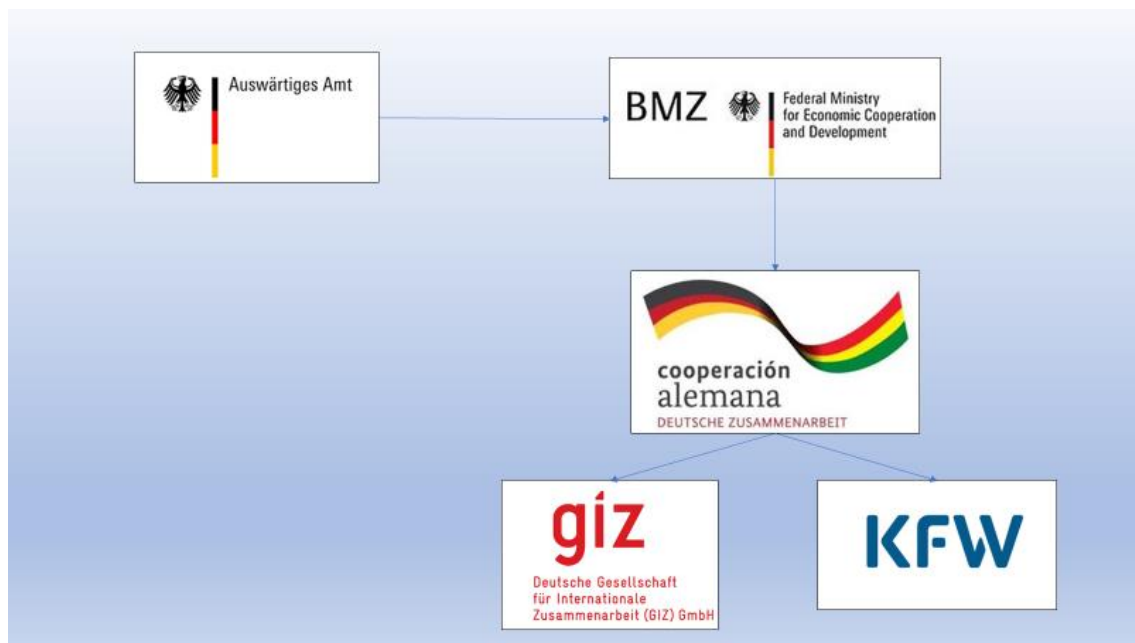 Auswärtiges Amt
BMZ
Federal Ministry
for Economic Cooperation
and Development
cooperación
alemana
DEUTSCHE ZUSAMMENARBEIT
giz
Deutsche Gesellschaft
für Internationale
Zusammenarbeit (GIZ) GmbH
KFW